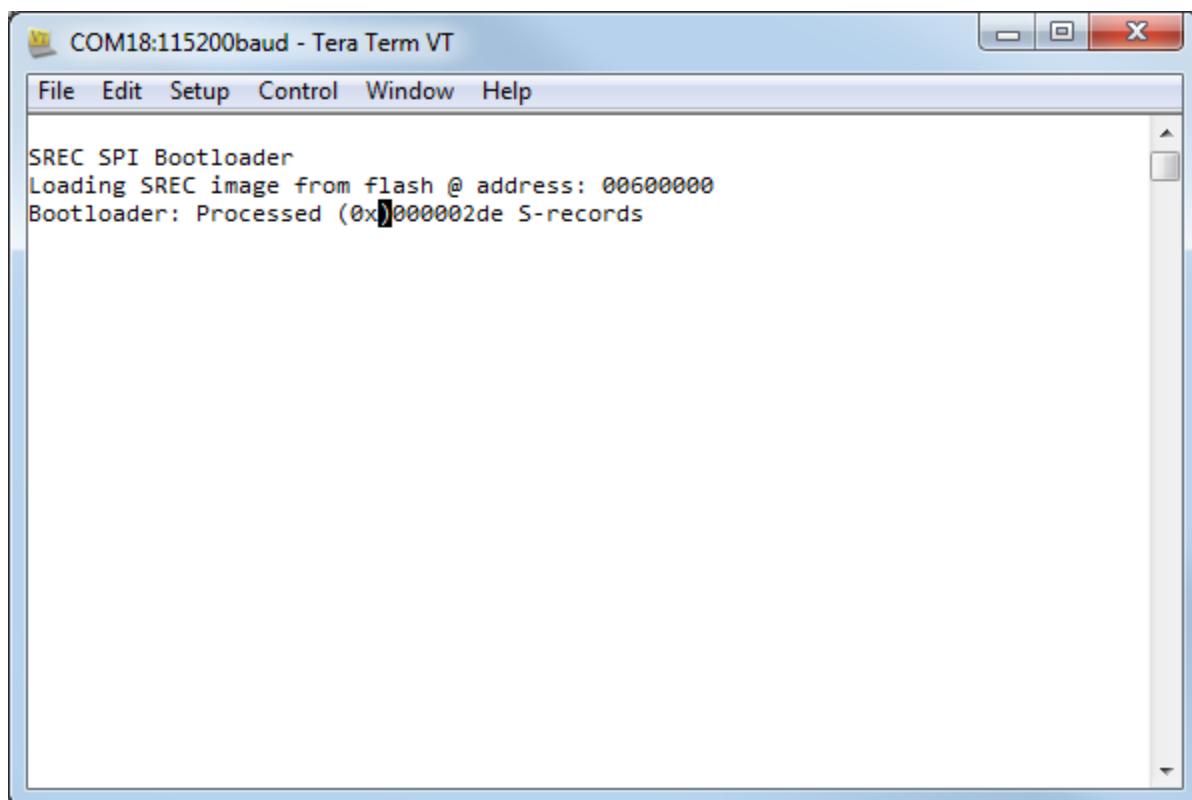 COM18:115200baud - Tera Term VT
File Edit Setup Control Window Help
SREC SPI Bootloader
Loading SREC image from flash @ address: 00600000
Bootloader: Processed (0x)000002de S-records